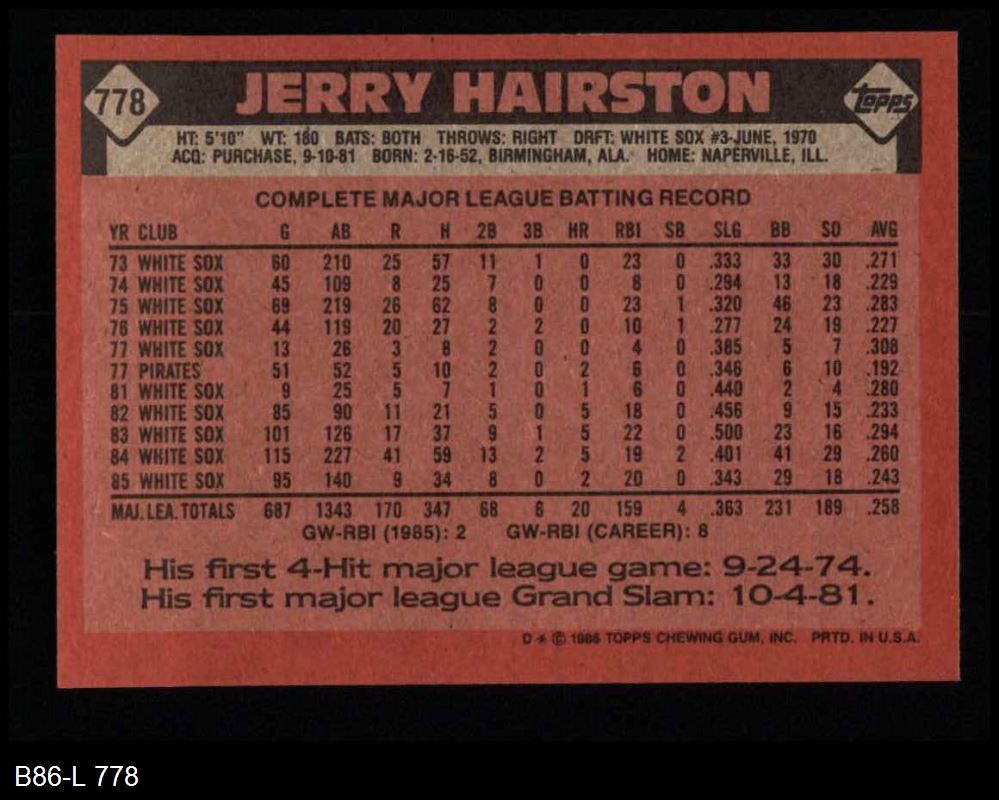 778 JERRY HAIRSTON Topps
HT: 5'10" WT: 180 BATS: BOTH THROWS: RIGHT DRFT: WHITE SOX #3-JUNE, 1970
ACQ: PURCHASE, 9-10-81 BORN: 2-16-52, BIRMINGHAM, ALA. HOME: NAPERVILLE, ILL.
COMPLETE MAJOR LEAGUE BATTING RECORD
YR CLUB G AB R H 2B 3B HR RBI SB SLG BB SO AVG
73 WHITE SOX 60 210 25 57 11 1 0 23 0 .333 33 30 .271
74 WHITE SOX 45 109 8 25 7 0 0 8 0 .294 13 18 .229
75 WHITE SOX 69 219 26 62 8 0 0 23 1 .320 46 23 .283
76 WHITE SOX 44 119 20 27 2 2 0 10 1 .277 24 19 .227
77 WHITE SOX 13 26 3 8 2 0 0 4 0 .385 5 7 .308
77 PIRATES 51 52 5 10 2 0 2 6 0 .346 6 10 .192
81 WHITE SOX 9 25 5 7 1 0 1 6 0 .440 2 4 .280
82 WHITE SOX 85 90 11 21 5 0 5 18 0 .456 9 15 .233
83 WHITE SOX 101 126 17 37 9 1 5 22 0 .500 23 16 .294
84 WHITE SOX 115 227 41 59 13 2 5 19 2 .401 41 29 .260
85 WHITE SOX 95 140 9 34 8 0 2 20 0 .343 29 18 .243
MAJ. LEA. TOTALS 687 1343 170 347 68 6 20 159 4 .363 231 189 .258
GW-RBI (1985): 2 GW-RBI (CAREER): 8
His first 4-Hit major league game: 9-24-74.
His first major league Grand Slam: 10-4-81.
D * © 1986 TOPPS CHEWING GUM, INC. PRTD. IN U.S.A.
B86-L 778